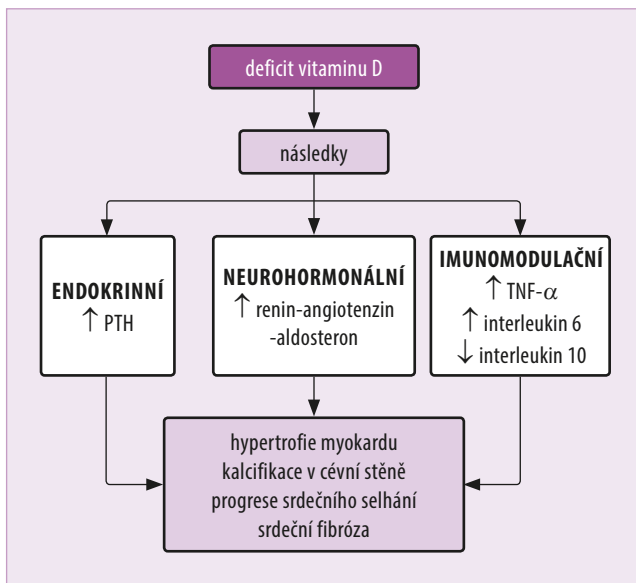 deficit vitaminu D
následky
ENDOKRINNÍ
↑ PTH
NEUROHORMONÁLNÍ
↑ renin-angiotenzin
-aldosteron
IMUNOMODULAČNÍ
↑ TNF-α
↑ interleukin 6
↓ interleukin 10
hypertrofie myokardu
kalcifikace v cévní stěně
progrese srdečního selhání
srdeční fibróza